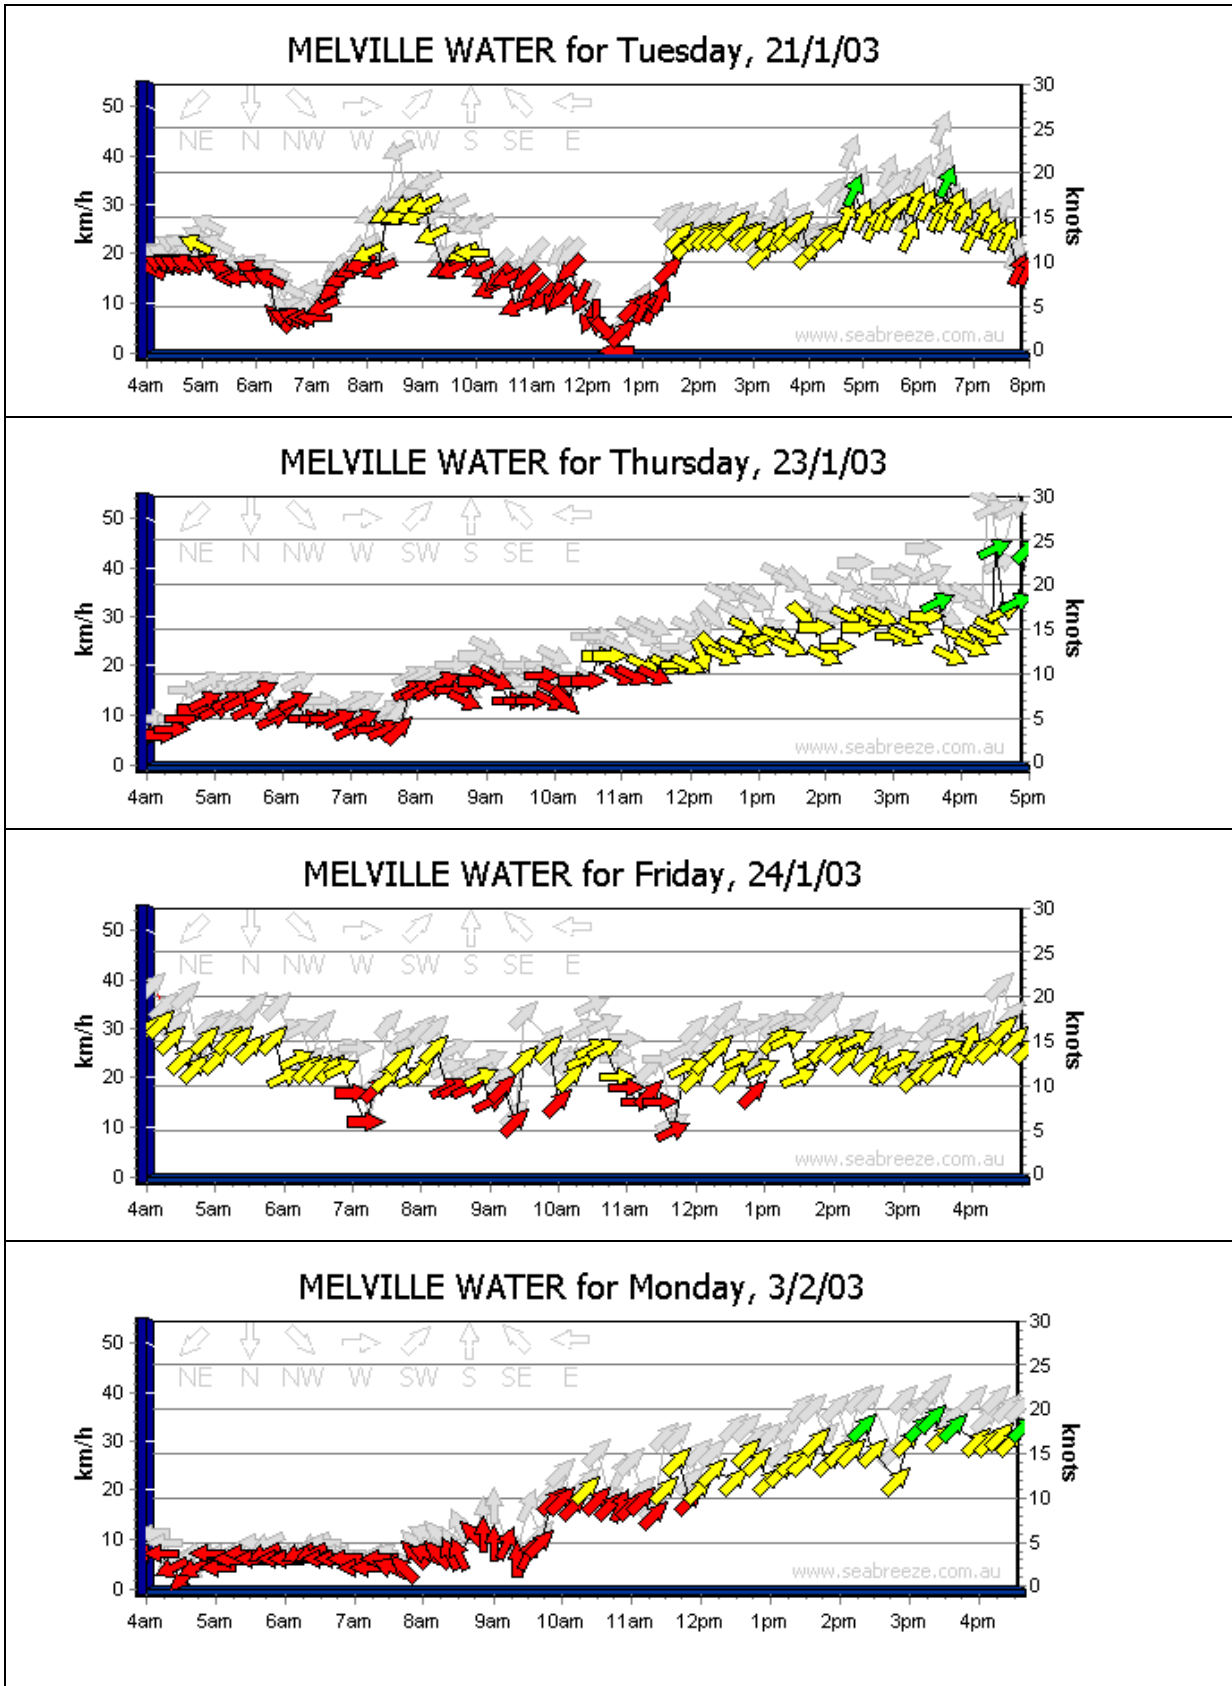 MELVILLE WATER for Tuesday, 21/1/03
km/h
50
40
30
20
10
0
NE N NW W SW S SE E
30
25
20
15
10
5
0
knots
www.seabreeze.com.au
4am 5am 6am 7am 8am 9am 10am 11am 12pm 1pm 2pm 3pm 4pm 5pm 6pm 7pm 8pm
MELVILLE WATER for Thursday, 23/1/03
km/h
50
40
30
20
10
0
NE N NW W SW S SE E
30
25
20
15
10
5
0
knots
www.seabreeze.com.au
4am 5am 6am 7am 8am 9am 10am 11am 12pm 1pm 2pm 3pm 4pm 5pm
MELVILLE WATER for Friday, 24/1/03
km/h
50
40
30
20
10
0
NE N NW W SW S SE E
30
25
20
15
10
5
0
knots
www.seabreeze.com.au
4am 5am 6am 7am 8am 9am 10am 11am 12pm 1pm 2pm 3pm 4pm
MELVILLE WATER for Monday, 3/2/03
km/h
50
40
30
20
10
0
NE N NW W SW S SE E
30
25
20
15
10
5
0
knots
www.seabreeze.com.au
4am 5am 6am 7am 8am 9am 10am 11am 12pm 1pm 2pm 3pm 4pm